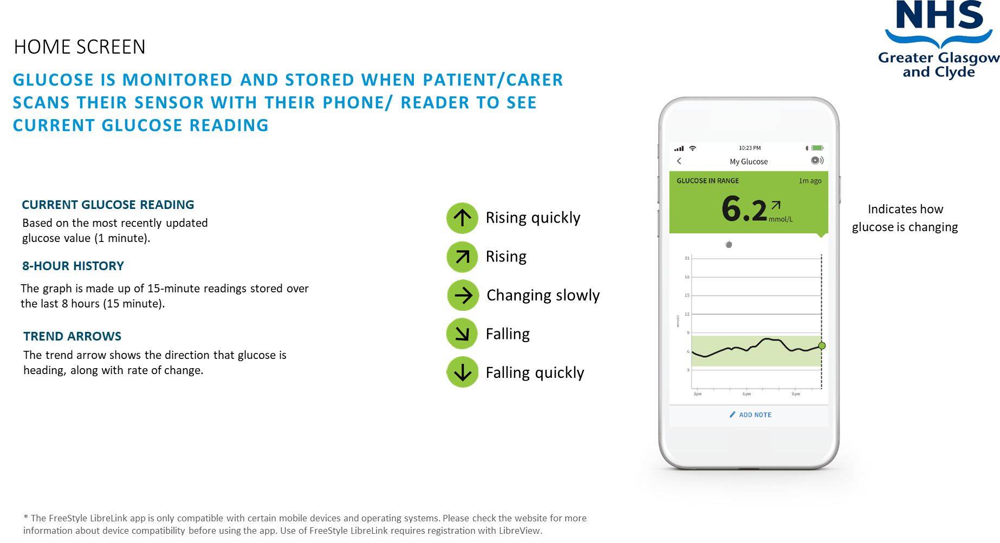 NHS
Greater Glasgow
and Clyde
HOME SCREEN
GLUCOSE IS MONITORED AND STORED WHEN PATIENT/CARER
SCANS THEIR SENSOR WITH THEIR PHONE/ READER TO SEE
CURRENT GLUCOSE READING
CURRENT GLUCOSE READING
Based on the most recently updated
glucose value (1 minute).
8-HOUR HISTORY
The graph is made up of 15-minute readings stored over
the last 8 hours (15 minute).
TREND ARROWS
The trend arrow shows the direction that glucose is
heading, along with rate of change.
Rising quickly
Rising
Changing slowly
Falling
Falling quickly
10:23 PM
My Glucose
GLUCOSE IN RANGE 1m ago
6.2
mmol/L
21
18
15
12
mmol/L
9
6
3
3pm 6pm 9pm
ADD NOTE
Indicates how
glucose is changing
* The FreeStyle LibreLink app is only compatible with certain mobile devices and operating systems. Please check the website for more
information about device compatibility before using the app. Use of FreeStyle LibreLink requires registration with LibreView.